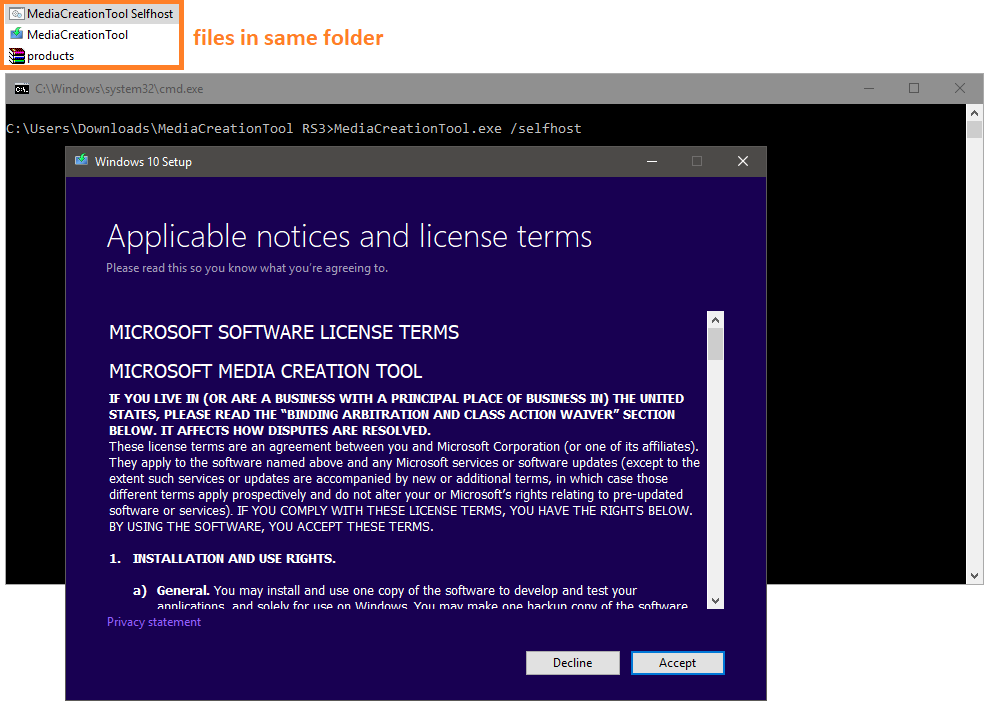 MediaCreationTool Selfhost
MediaCreationTool
products
files in same folder
C:\Windows\system32\cmd.exe
C:\Users\Downloads\MediaCreationTool RS3>MediaCreationTool.exe /selfhost
Windows 10 Setup
Applicable notices and license terms
Please read this so you know what you're agreeing to.
MICROSOFT SOFTWARE LICENSE TERMS
MICROSOFT MEDIA CREATION TOOL
IF YOU LIVE IN (OR ARE A BUSINESS WITH A PRINCIPAL PLACE OF BUSINESS IN) THE UNITED
STATES, PLEASE READ THE “BINDING ARBITRATION AND CLASS ACTION WAIVER” SECTION
BELOW. IT AFFECTS HOW DISPUTES ARE RESOLVED.
These license terms are an agreement between you and Microsoft Corporation (or one of its affiliates).
They apply to the software named above and any Microsoft services or software updates (except to the
extent such services or updates are accompanied by new or additional terms, in which case those
different terms apply prospectively and do not alter your or Microsoft’s rights relating to pre-updated
software or services). IF YOU COMPLY WITH THESE LICENSE TERMS, YOU HAVE THE RIGHTS BELOW.
BY USING THE SOFTWARE, YOU ACCEPT THESE TERMS.
1. INSTALLATION AND USE RIGHTS.
a) General. You may install and use one copy of the software to develop and test your
applications, and solely for use on Windows. You may make one backup copy of the software
Privacy statement
Decline
Accept